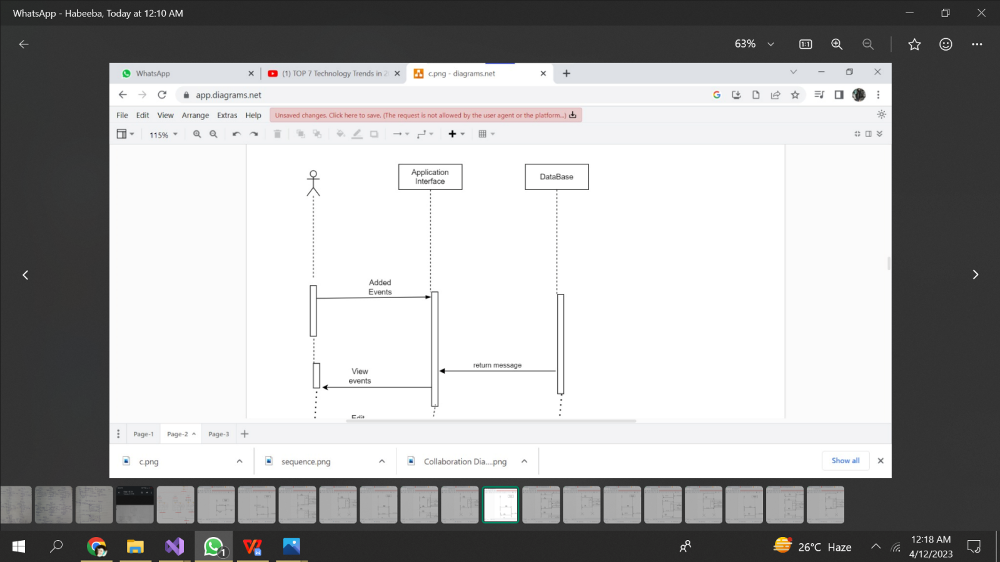 WhatsApp - Habeeba, Today at 12:10 AM
63%
1:1
WhatsApp
(1) TOP 7 Technology Trends in 2
c.png - diagrams.net
app.diagrams.net
File Edit View Arrange Extras Help
Unsaved changes. Click here to save. (The request is not allowed by the user agent or the platform...)
115%
Application
Interface
DataBase
Added
Events
return message
View
events
Edit
Page-1 Page-2 Page-3
c.png
sequence.png
Collaboration Dia....png
Show all
1
26°C Haze
12:18 AM
4/12/2023